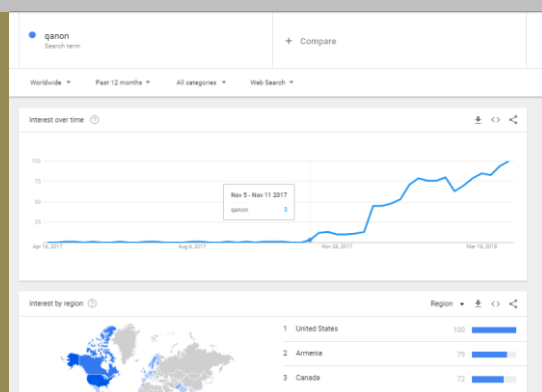 qanon
Search term
+ Compare
Worldwide
Past 12 months
All categories
Web Search
Interest over time
100
75
50
25
Nov 5 - Nov 11 2017
qanon 3
Apr 16, 2017
Aug 6, 2017
Nov 26, 2017
Mar 18, 2018
Interest by region
Region
1 United States 100
2 Armenia 79
3 Canada 72